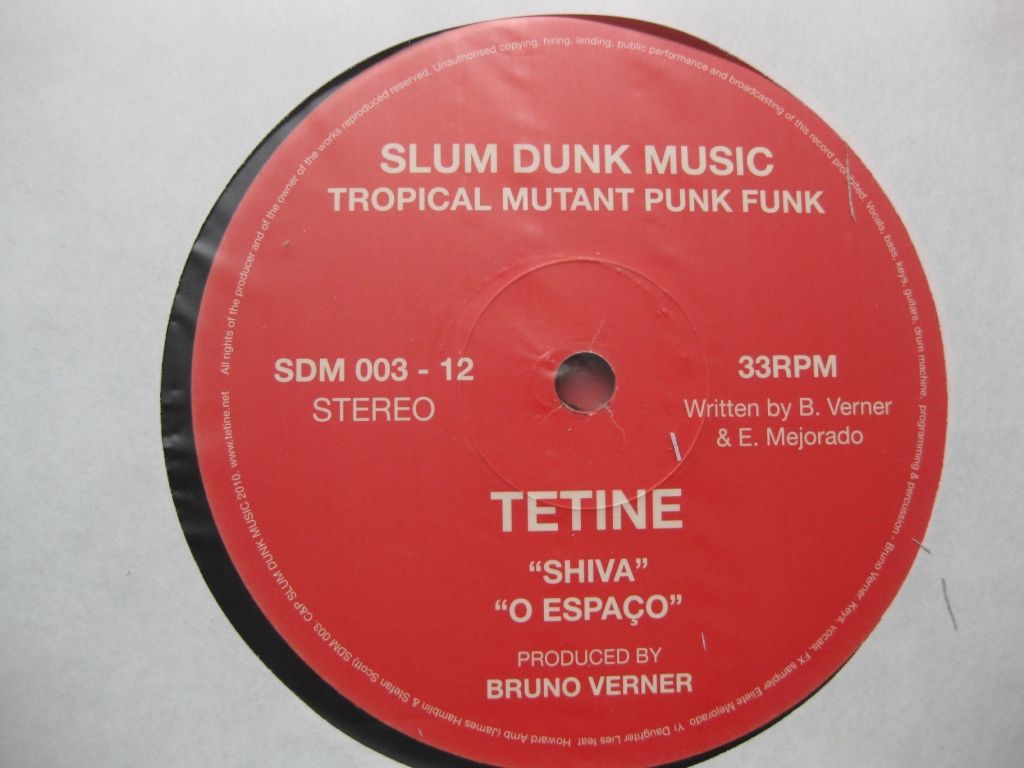 SLUM DUNK MUSIC
TROPICAL MUTANT PUNK FUNK
SDM 003 - 12
STEREO
33RPM
Written by B. Verner
& E. Mejorado
TETINE
“SHIVA”
“O ESPAÇO”
PRODUCED BY
BRUNO VERNER
All rights of the producer and of the owner of the works reproduced reserved. Unauthorised copying, hiring, lending, public performance and broadcasting of this record prohibited. Vocals, bass, keys, guitars, drum machine, programming & percussion - Bruno Verner Keys, vocals, FX sampler Eliete Mejorado. Yr Daughter Lies feat. Howard Amb (James Hamblin & Stefan Scott) SDM 003. C&P SLUM DUNK MUSIC 2010. www.tetine.net